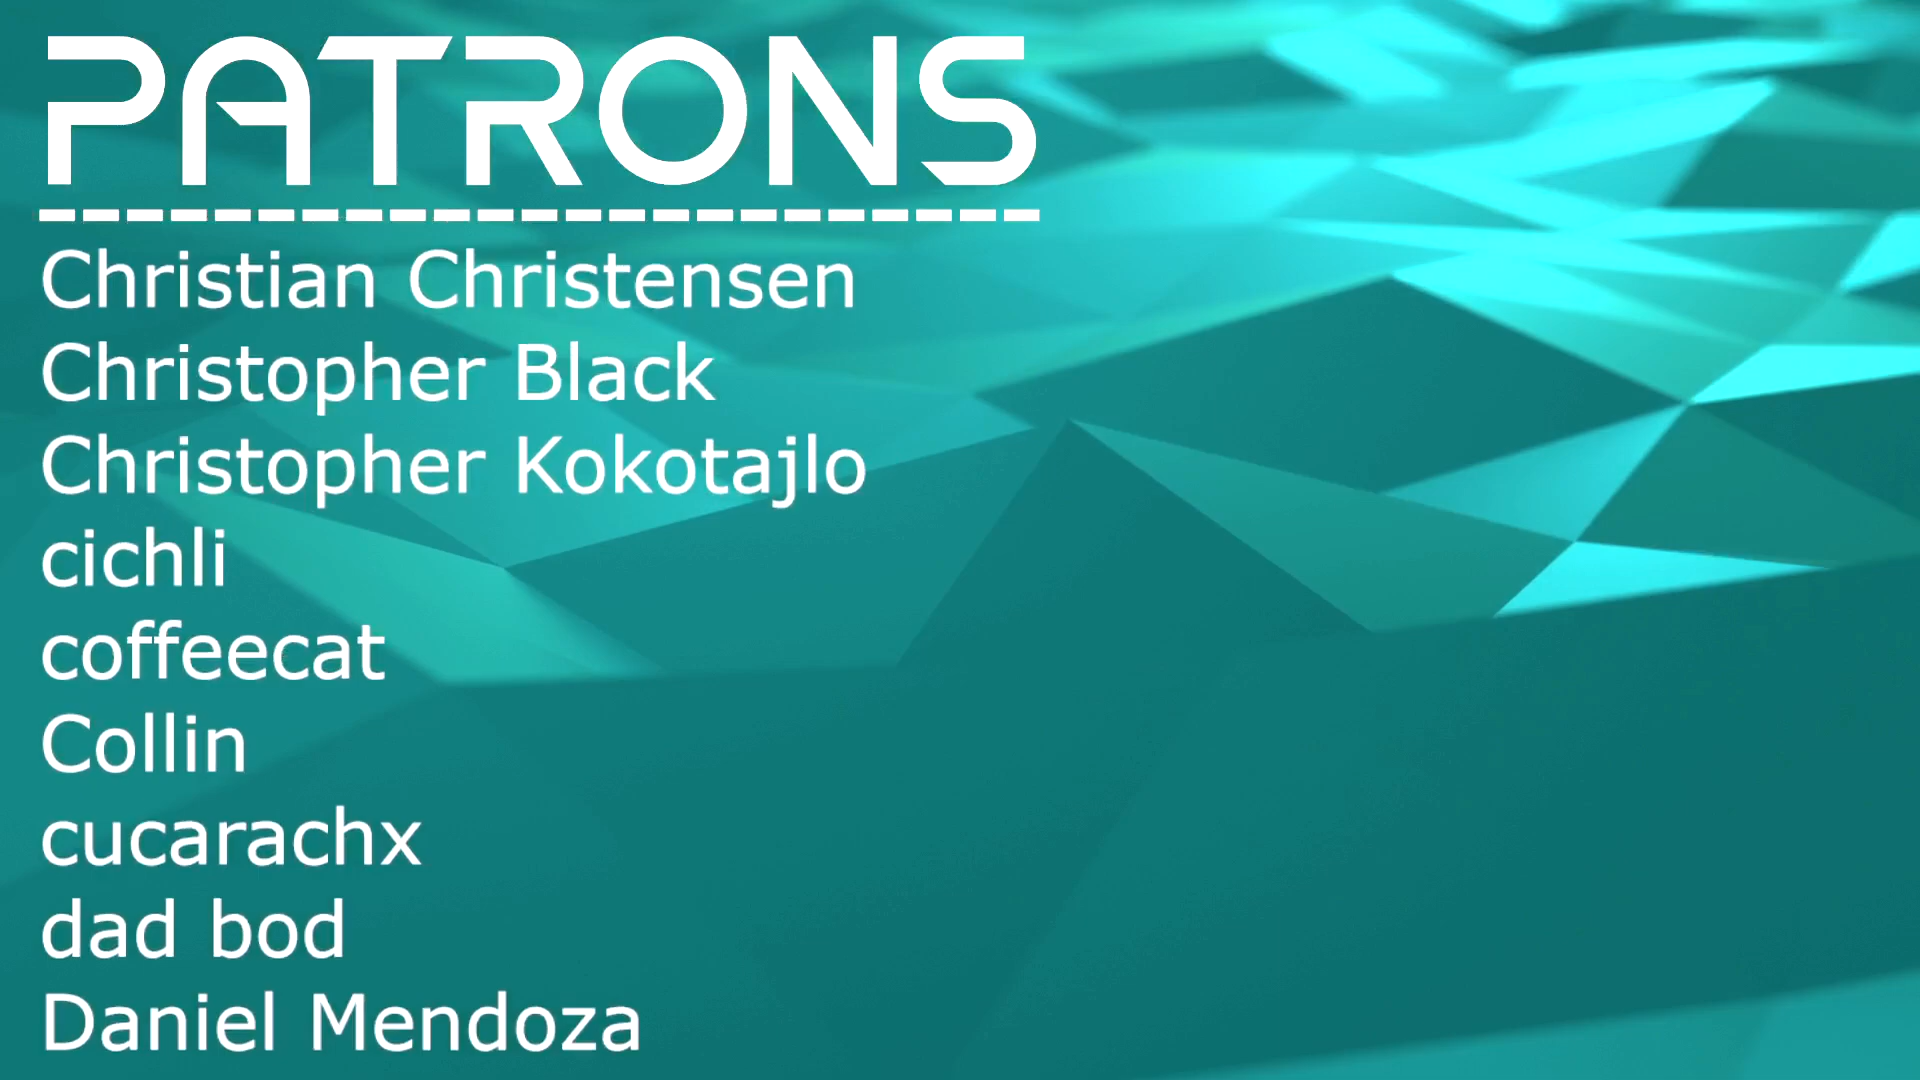 PATRONS
Christian Christensen
Christopher Black
Christopher Kokotajlo
cichli
coffeecat
Collin
cucarachx
dad bod
Daniel Mendoza